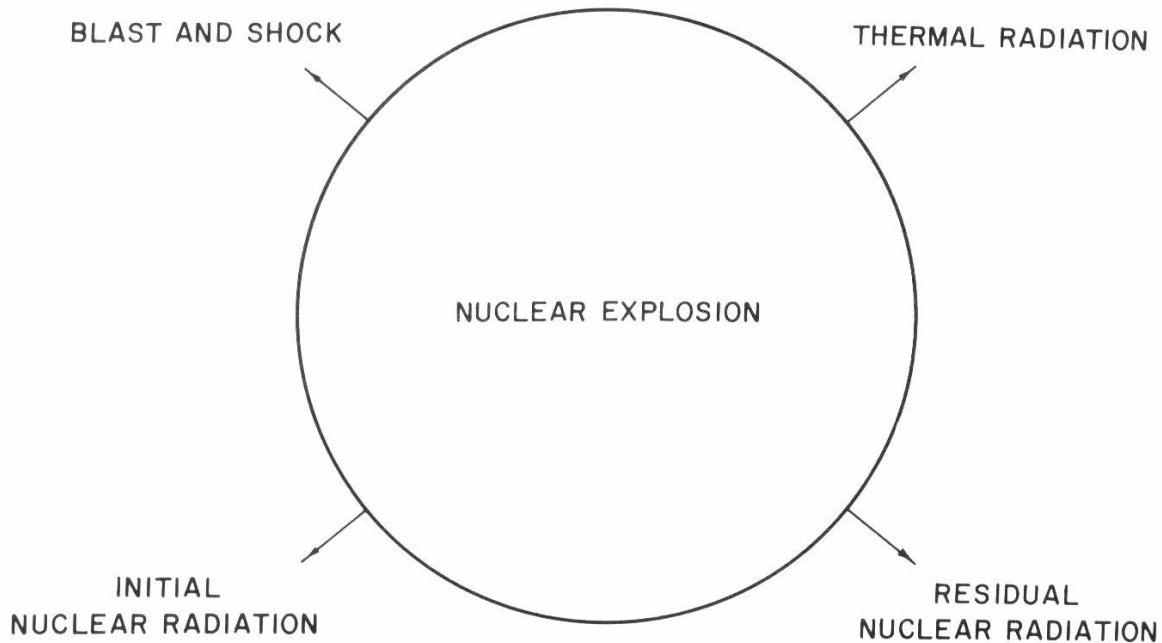 BLAST AND SHOCK
THERMAL RADIATION
NUCLEAR EXPLOSION
INITIAL
NUCLEAR RADIATION
RESIDUAL
NUCLEAR RADIATION